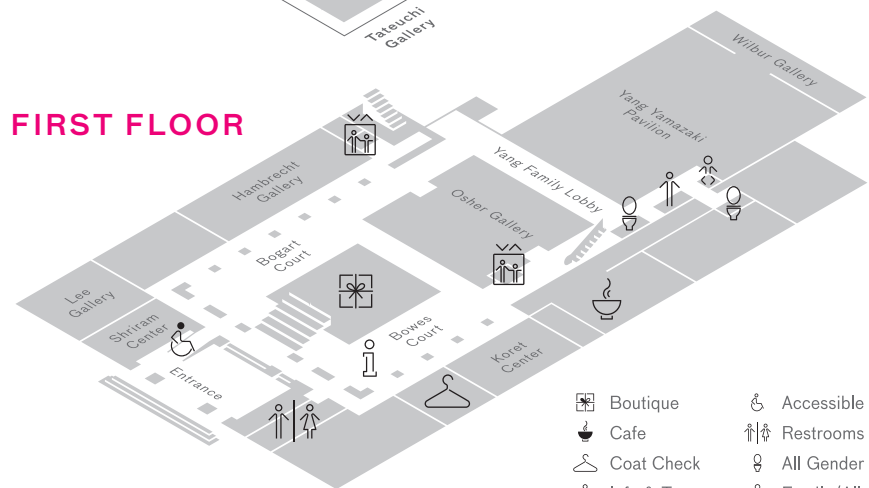 Tateuchi
Gallery
Wilbur Gallery
FIRST FLOOR
Yang Yamazaki
Pavilion
Yang Family Lobby
Hambrecht
Gallery
Osher Gallery
Bogart
Court
Lee
Gallery
Shriram
Center
Bowes
Court
Koret
Center
Entrance
Boutique
Accessible
Cafe
Restrooms
Coat Check
All Gender